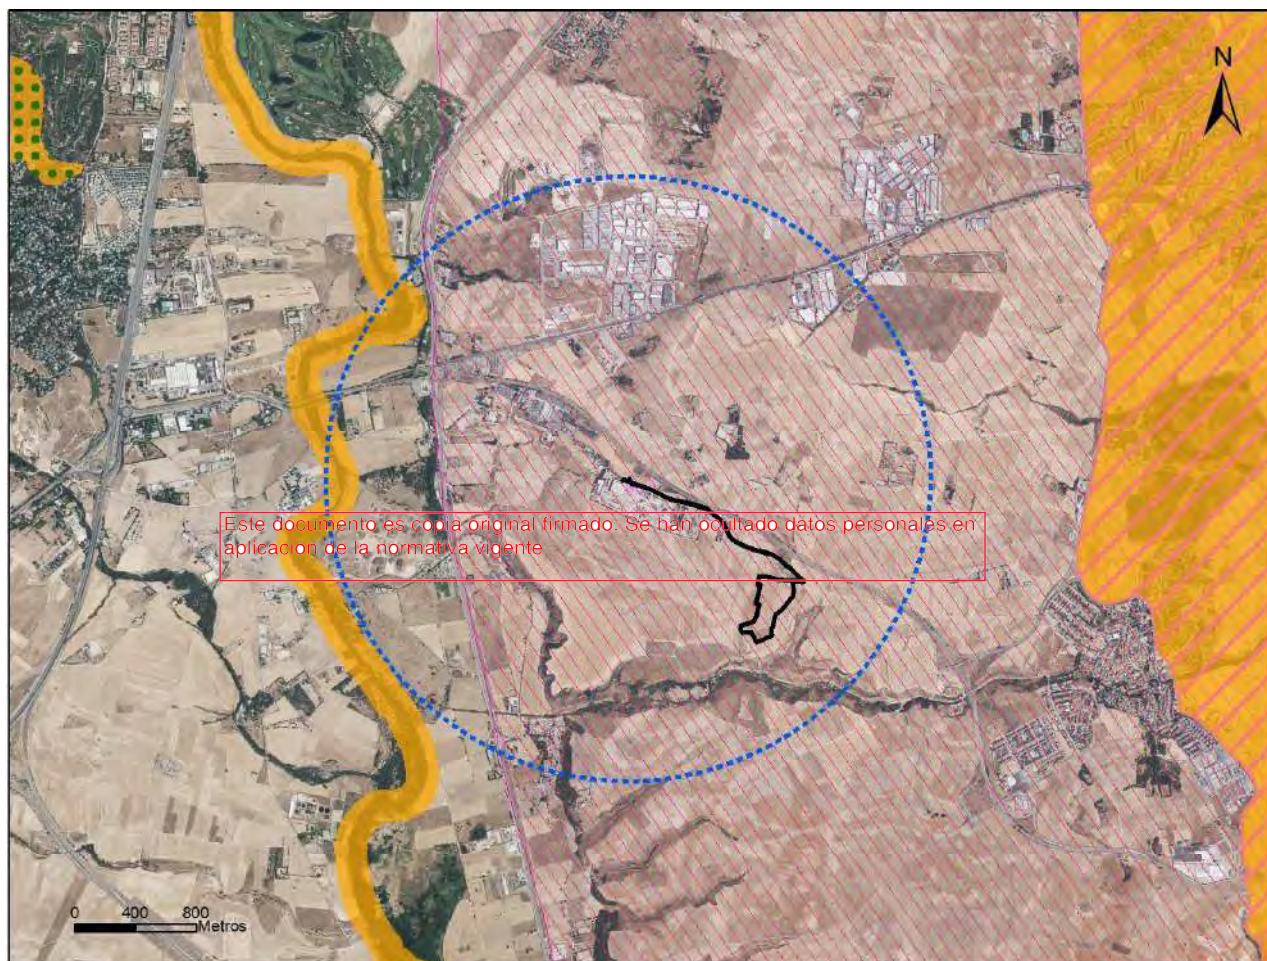 N
Este documento es copia original firmado. Se han ocultado datos personales en
aplicación de la normativa vigente
0 400 800
Metros